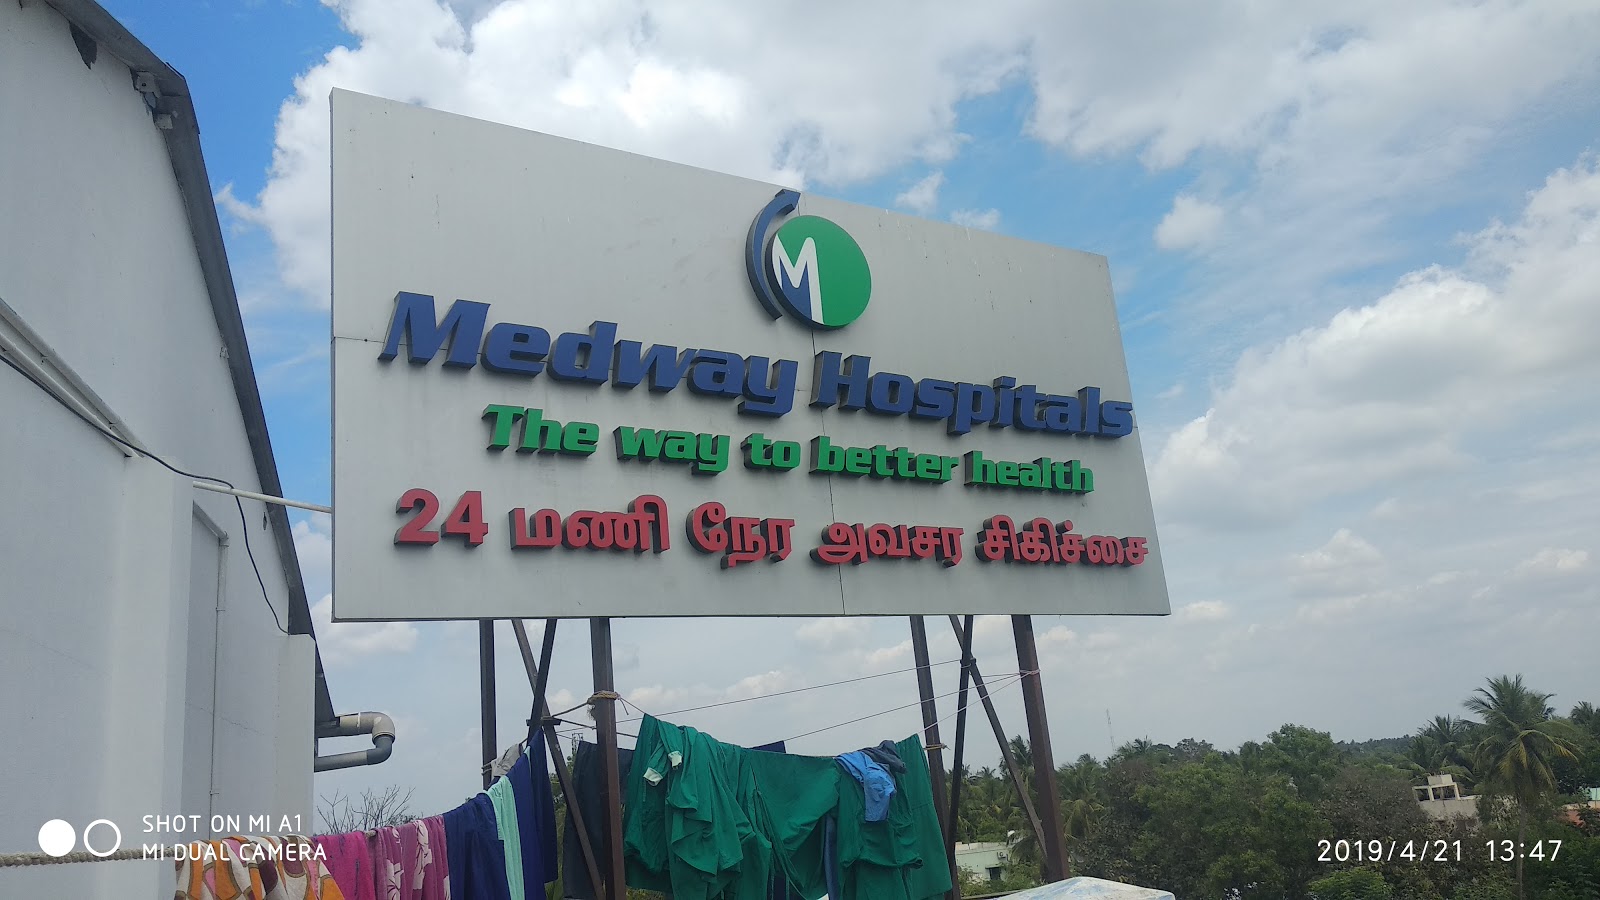 M
Medway Hospitals
The way to better health
24 மணி நேர அவசர சிகிச்சை
SHOT ON MI A1
MI DUAL CAMERA
2019/4/21 13:47